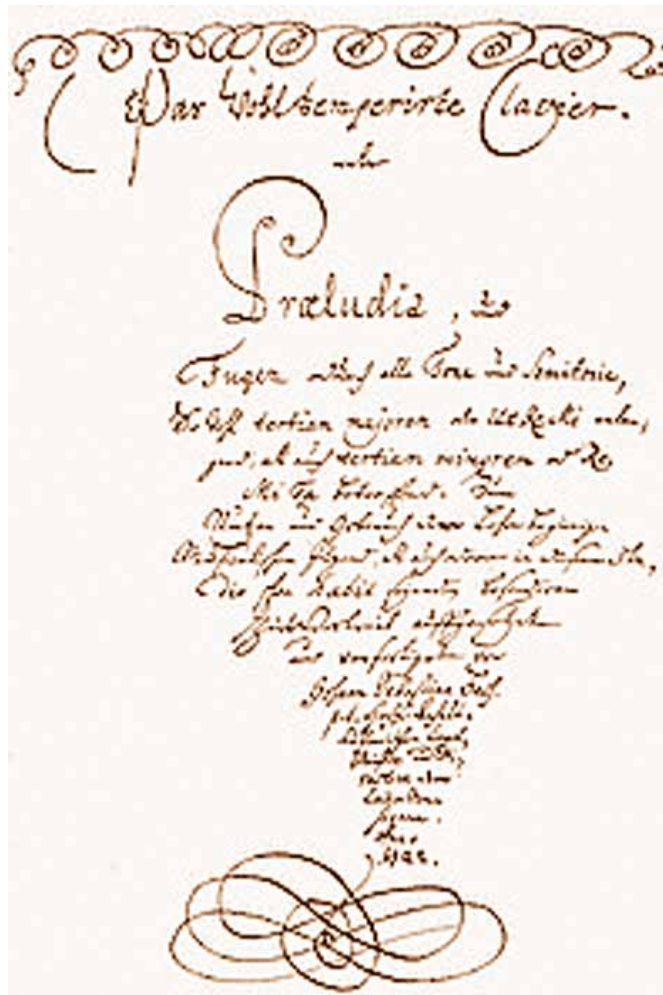 Das Wohltemperirte Clavier.
oder
Præludia, und
Fugen durch alle Tone und Semitonia,
So wohl tertiam majorem oder Ut Re Mi anlan,
gend, als auch tertiam minorem oder Re
Mi Fa betreffend. Zum
Nutzen und Gebrauch der Lehrbegierigen
Musicalischen Jugend, als auch derer in diesem studio
schon habil seyenden besonderem
Zeitvertreib auffgesetzet
und verfertiget von
Johann Sebastian Bach.
p. t.
Anno
1722.